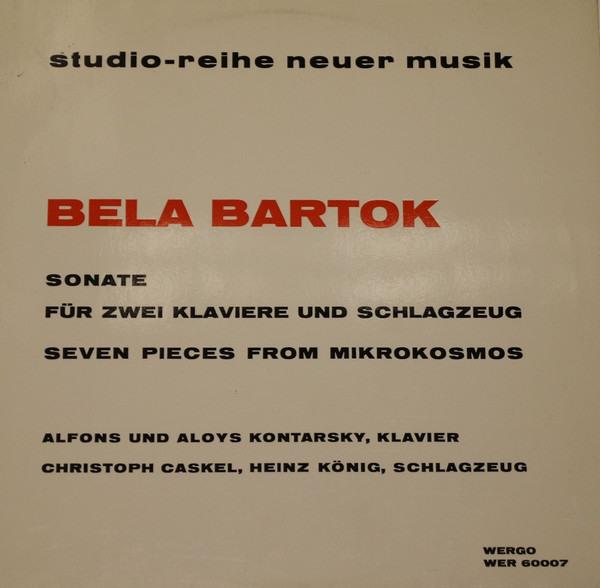 studio-reihe neuer musik
BELA BARTOK
SONATE
FÜR ZWEI KLAVIERE UND SCHLAGZEUG
SEVEN PIECES FROM MIKROKOSMOS
ALFONS UND ALOYS KONTARSKY, KLAVIER
CHRISTOPH CASKEL, HEINZ KÖNIG, SCHLAGZEUG
WERGO
WER 60007